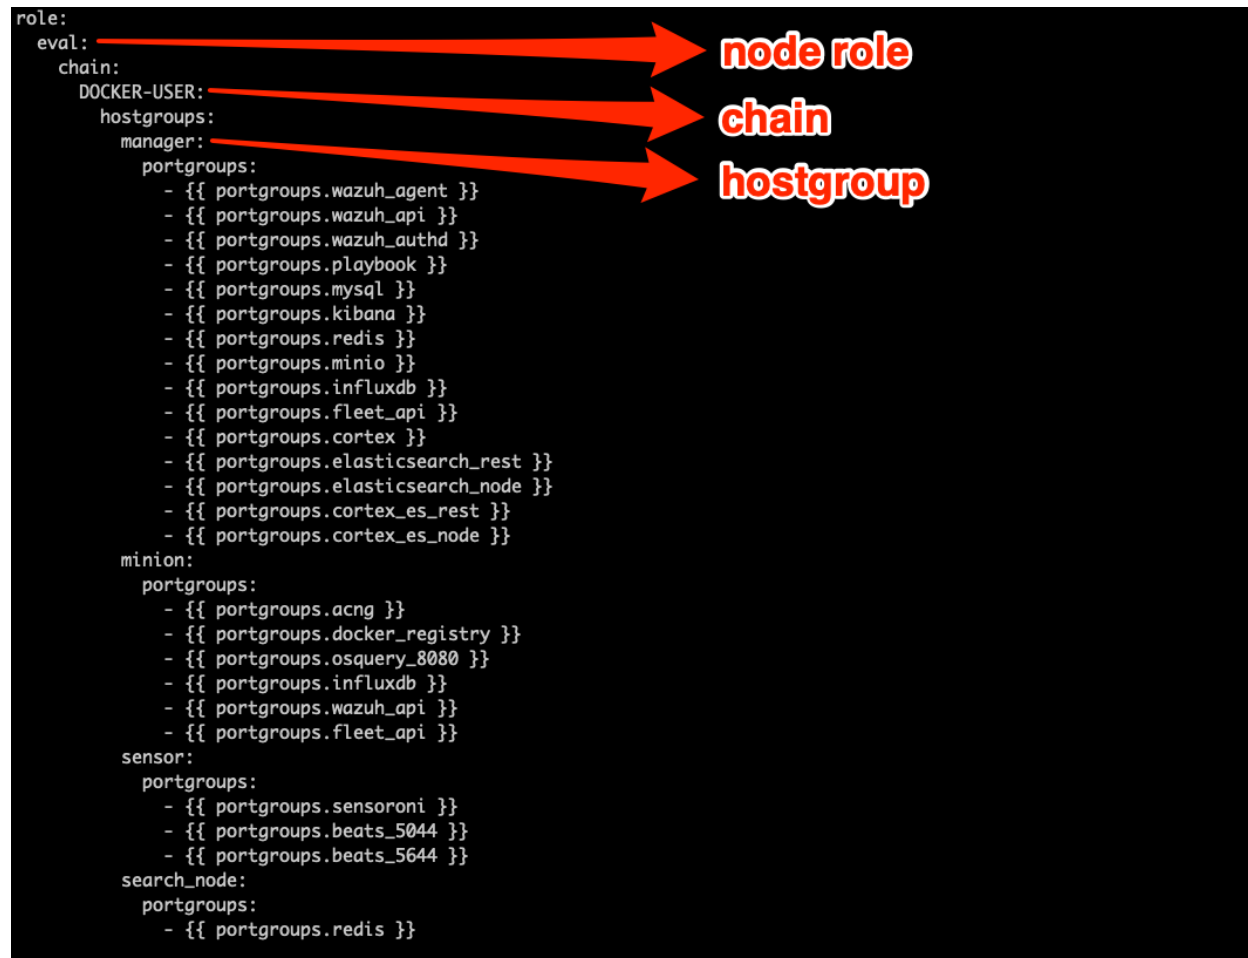 role:
eval:
node role
chain:
DOCKER-USER:
chain
hostgroups:
manager:
hostgroup
portgroups:
- {{ portgroups.wazuh_agent }}
- {{ portgroups.wazuh_api }}
- {{ portgroups.wazuh_authd }}
- {{ portgroups.playbook }}
- {{ portgroups.mysql }}
- {{ portgroups.kibana }}
- {{ portgroups.redis }}
- {{ portgroups.minio }}
- {{ portgroups.influxdb }}
- {{ portgroups.fleet_api }}
- {{ portgroups.cortex }}
- {{ portgroups.elasticsearch_rest }}
- {{ portgroups.elasticsearch_node }}
- {{ portgroups.cortex_es_rest }}
- {{ portgroups.cortex_es_node }}
minion:
portgroups:
- {{ portgroups.acng }}
- {{ portgroups.docker_registry }}
- {{ portgroups.osquery_8080 }}
- {{ portgroups.influxdb }}
- {{ portgroups.wazuh_api }}
- {{ portgroups.fleet_api }}
sensor:
portgroups:
- {{ portgroups.sensoroni }}
- {{ portgroups.beats_5044 }}
- {{ portgroups.beats_5644 }}
search_node:
portgroups:
- {{ portgroups.redis }}